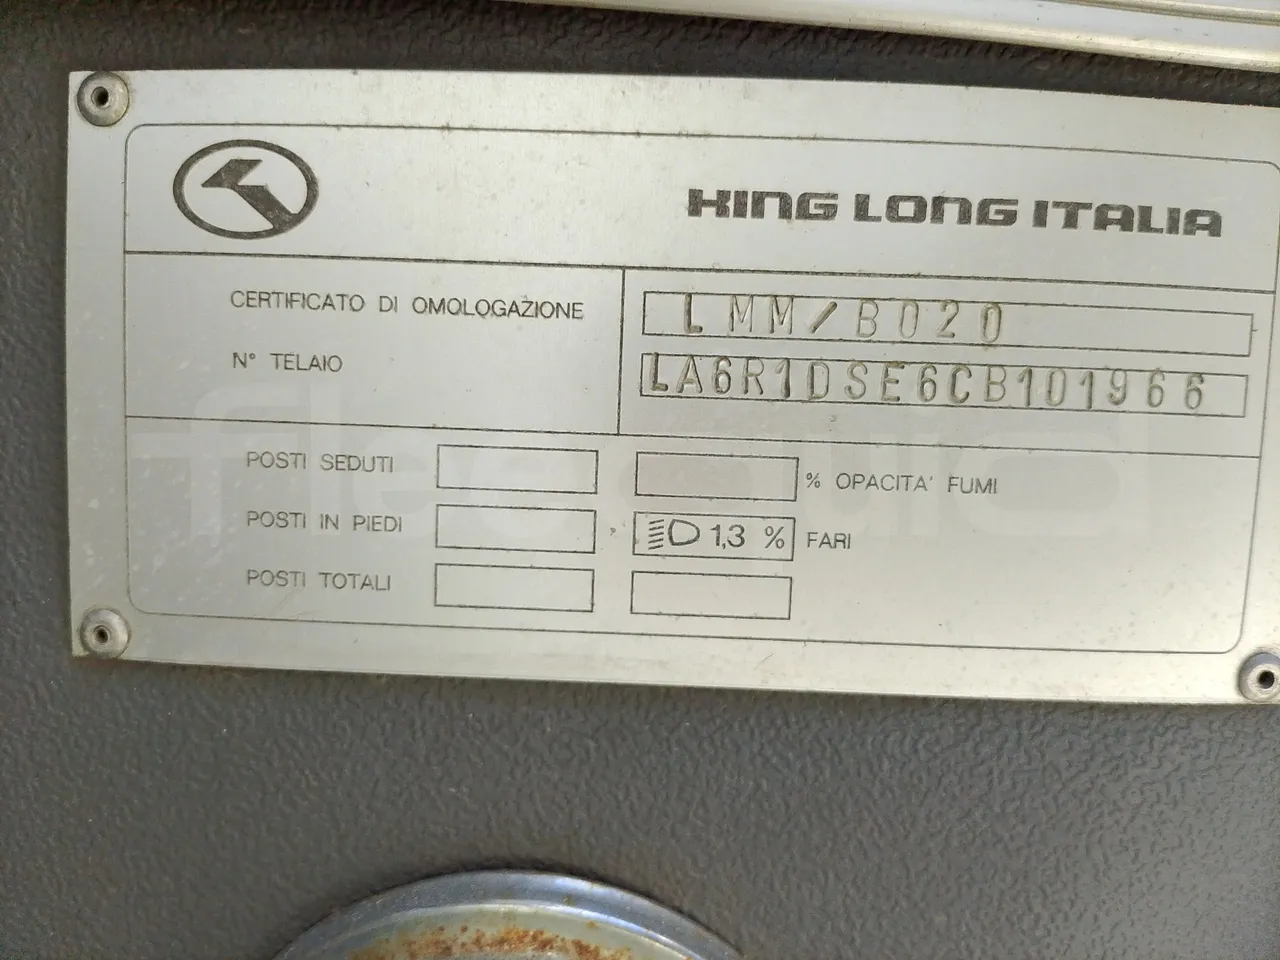 KING LONG ITALIA
CERTIFICATO DI OMOLOGAZIONE LMM/B020
N° TELAIO LA6R1DSE6CB101966
POSTI SEDUTI % OPACITA' FUMI
POSTI IN PIEDI 1,3 % FARI
POSTI TOTALI